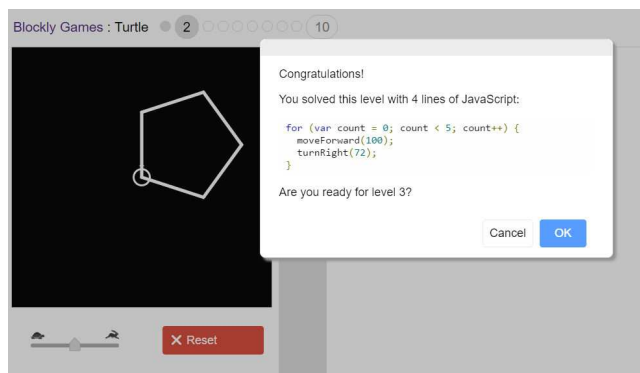 Blockly Games : Turtle 2 10
Congratulations!
You solved this level with 4 lines of JavaScript:
for (var count = 0; count < 5; count++) {
  moveForward(100);
  turnRight(72);
}
Are you ready for level 3?
Cancel OK
Reset